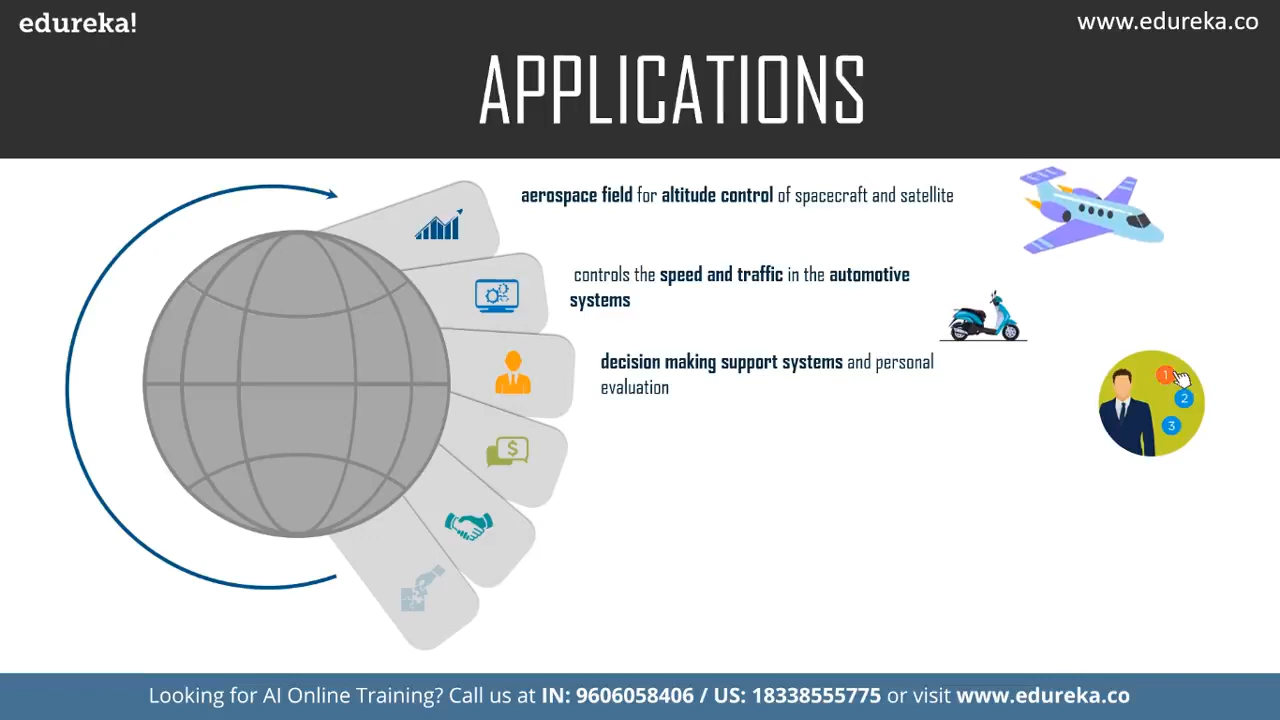 edureka!
www.edureka.co
APPLICATIONS
aerospace field for altitude control of spacecraft and satellite
controls the speed and traffic in the automotive
systems
decision making support systems and personal
evaluation
1
2
3
$
Looking for AI Online Training? Call us at IN: 9606058406 / US: 18338555775 or visit www.edureka.co